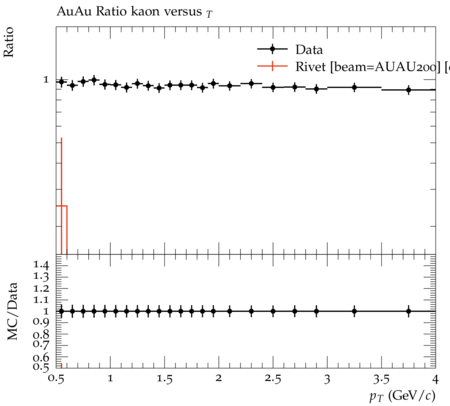 AuAu Ratio kaon versus T
Ratio
Data
Rivet [beam=AUAU200] [
1
MC/Data
1.4
1.3
1.2
1.1
1
0.9
0.8
0.7
0.6
0.5
0.5 1 1.5 2 2.5 3 3.5 4
pT (GeV/c)